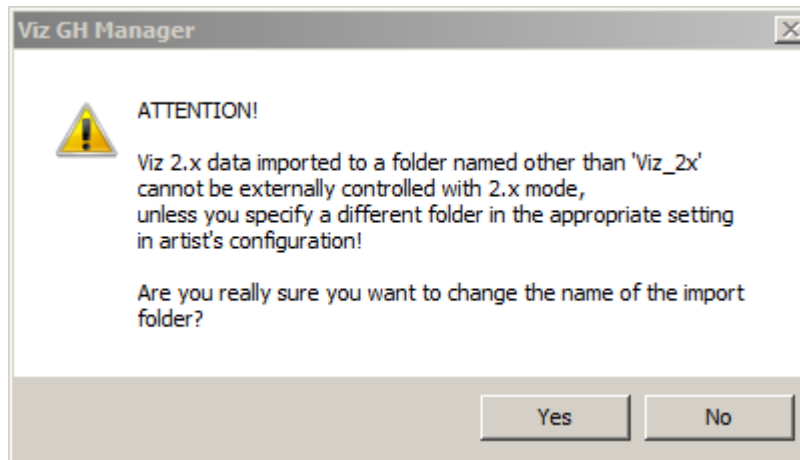 Viz GH Manager
ATTENTION!
Viz 2.x data imported to a folder named other than 'Viz_2x'
cannot be externally controlled with 2.x mode,
unless you specify a different folder in the appropriate setting
in artist's configuration!
Are you really sure you want to change the name of the import
folder?
Yes
No